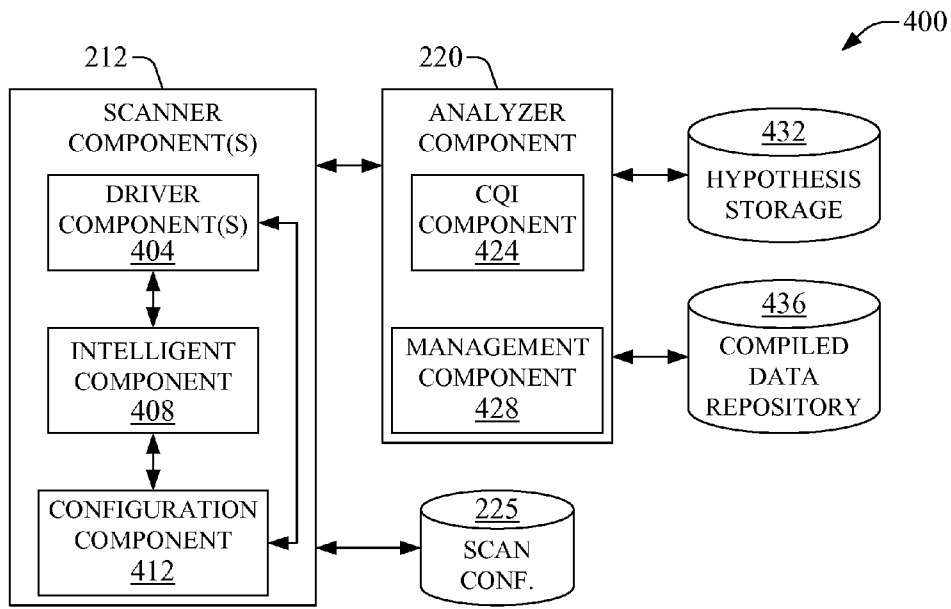 400
212
SCANNER
COMPONENT(S)
DRIVER
COMPONENT(S)
404
INTELLIGENT
COMPONENT
408
CONFIGURATION
COMPONENT
412
220
ANALYZER
COMPONENT
CQI
COMPONENT
424
MANAGEMENT
COMPONENT
428
432
HYPOTHESIS
STORAGE
436
COMPILED
DATA
REPOSITORY
225
SCAN
CONF.